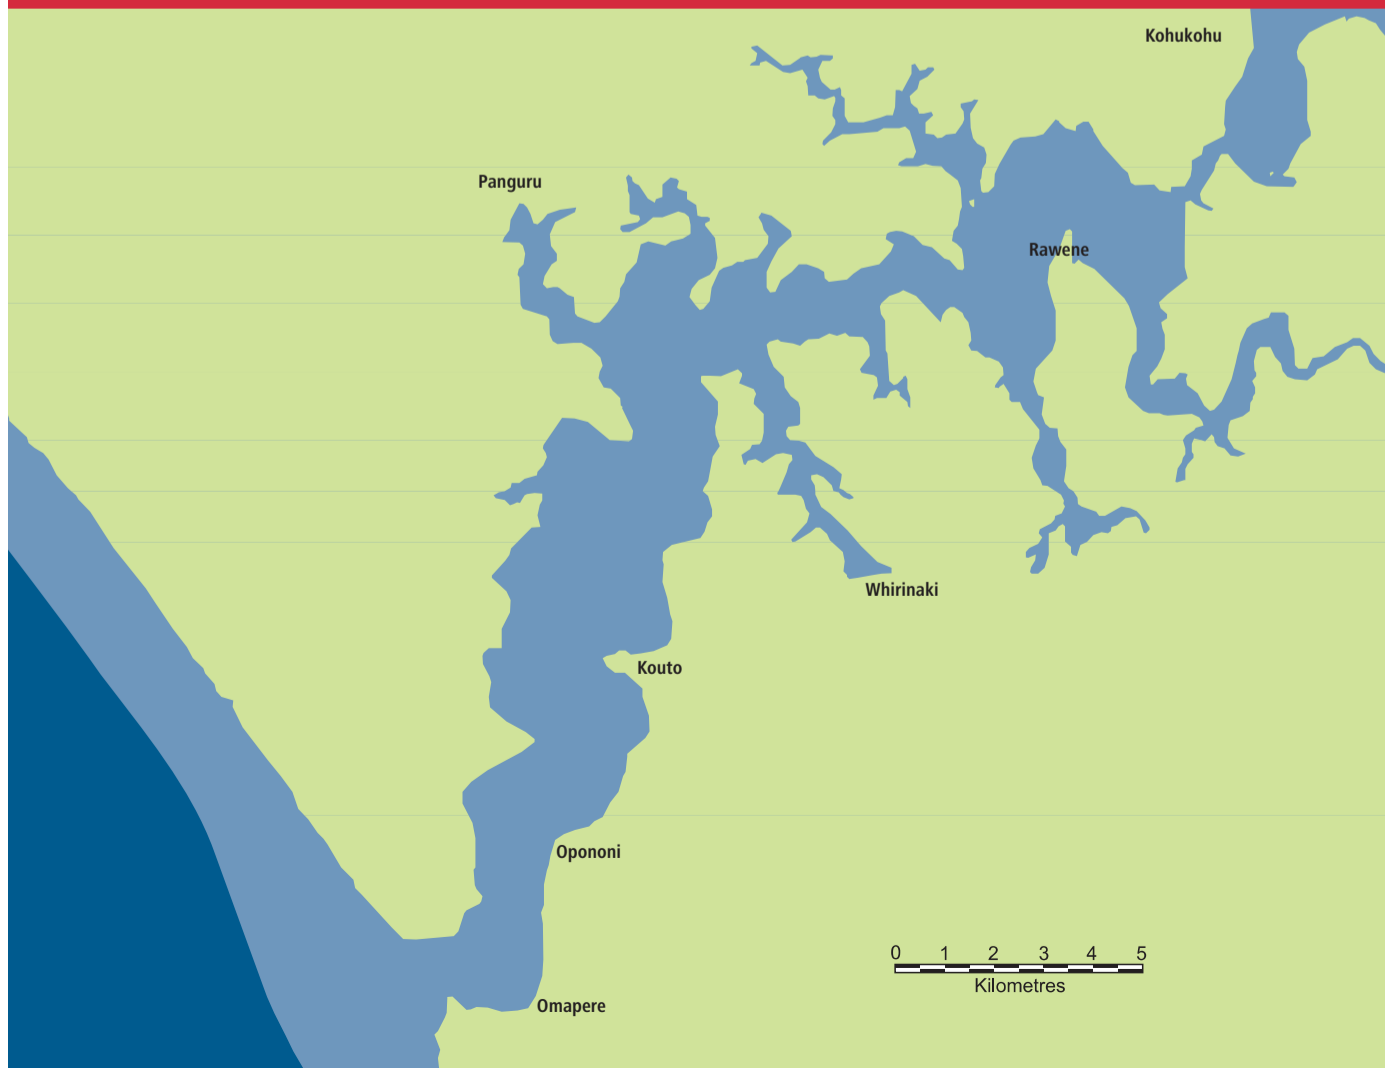 Kohukohu
Panguru
Rawene
Whirinaki
Kouto
Opononi
0 1 2 3 4 5
Kilometres
Omapere